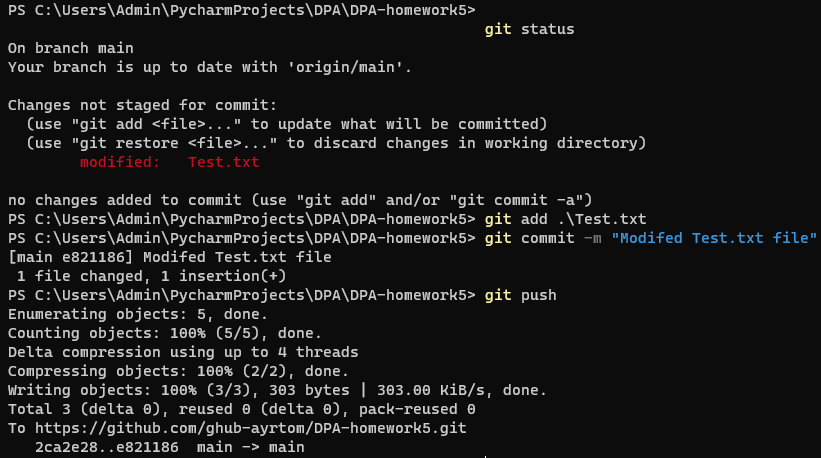 PS C:\Users\Admin\PycharmProjects\DPA\DPA-homework5>
git status
On branch main
Your branch is up to date with 'origin/main'.
Changes not staged for commit:
(use "git add <file>..." to update what will be committed)
(use "git restore <file>..." to discard changes in working directory)
modified:   Test.txt
no changes added to commit (use "git add" and/or "git commit -a")
PS C:\Users\Admin\PycharmProjects\DPA\DPA-homework5> git add .\Test.txt
PS C:\Users\Admin\PycharmProjects\DPA\DPA-homework5> git commit -m "Modifed Test.txt file"
[main e821186] Modifed Test.txt file
1 file changed, 1 insertion(+)
PS C:\Users\Admin\PycharmProjects\DPA\DPA-homework5> git push
Enumerating objects: 5, done.
Counting objects: 100% (5/5), done.
Delta compression using up to 4 threads
Compressing objects: 100% (2/2), done.
Writing objects: 100% (3/3), 303 bytes | 303.00 KiB/s, done.
Total 3 (delta 0), reused 0 (delta 0), pack-reused 0
To https://github.com/ghub-ayrtom/DPA-homework5.git
2ca2e28..e821186  main -> main